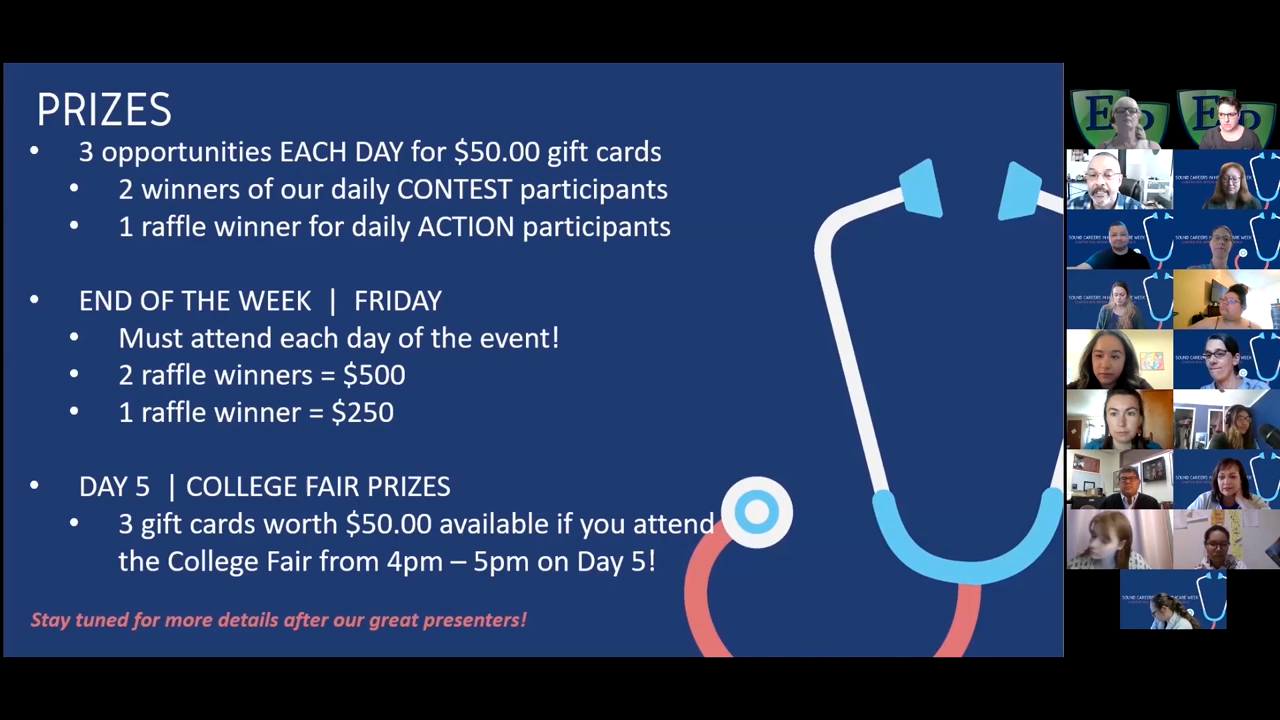 PRIZES
• 3 opportunities EACH DAY for $50.00 gift cards
• 2 winners of our daily CONTEST participants
• 1 raffle winner for daily ACTION participants
• END OF THE WEEK | FRIDAY
• Must attend each day of the event!
• 2 raffle winners = $500
• 1 raffle winner = $250
• DAY 5 | COLLEGE FAIR PRIZES
• 3 gift cards worth $50.00 available if you attend
the College Fair from 4pm – 5pm on Day 5!
Stay tuned for more details after our great presenters!